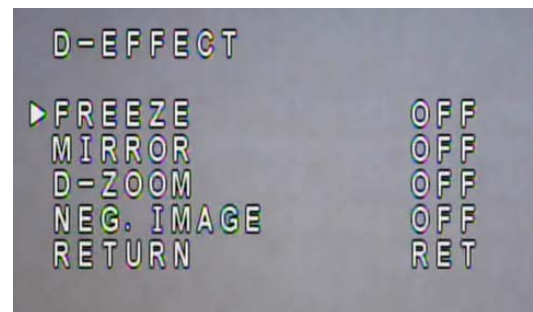 D-EFFECT
▶FREEZE OFF
MIRROR OFF
D-ZOOM OFF
NEG. IMAGE OFF
RETURN RET